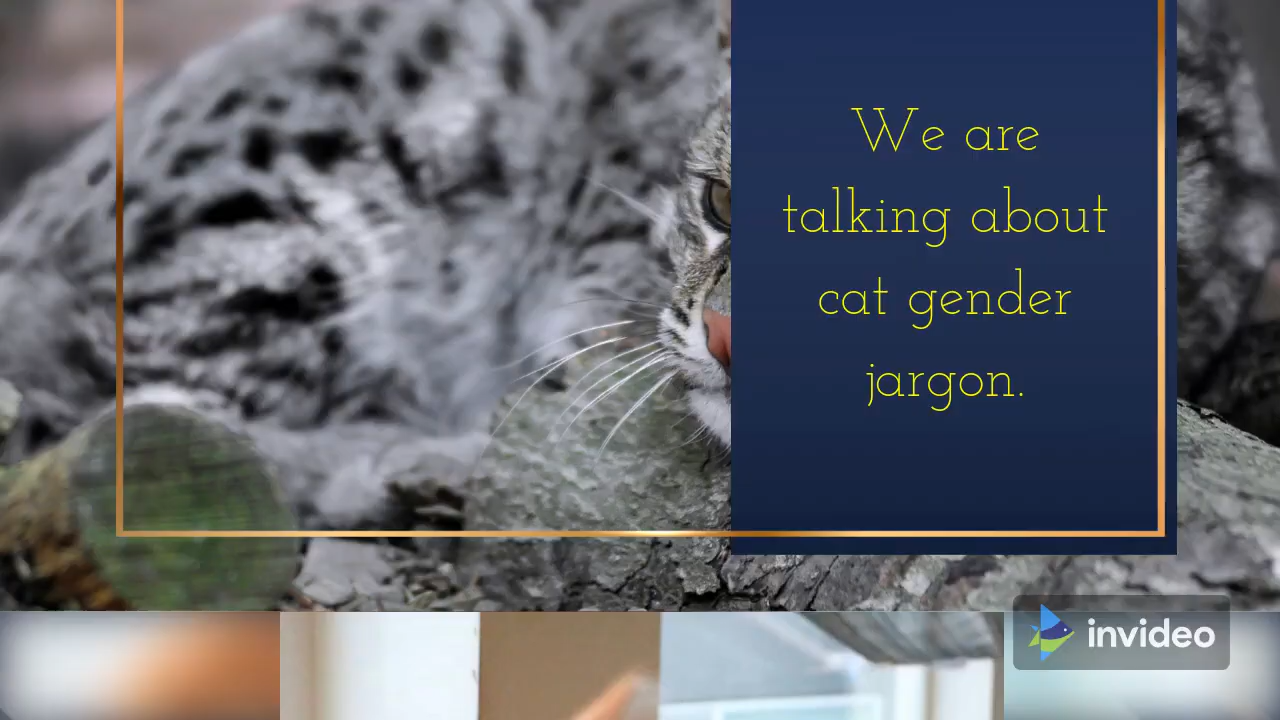 We are
talking about
cat gender
jargon.
invideo